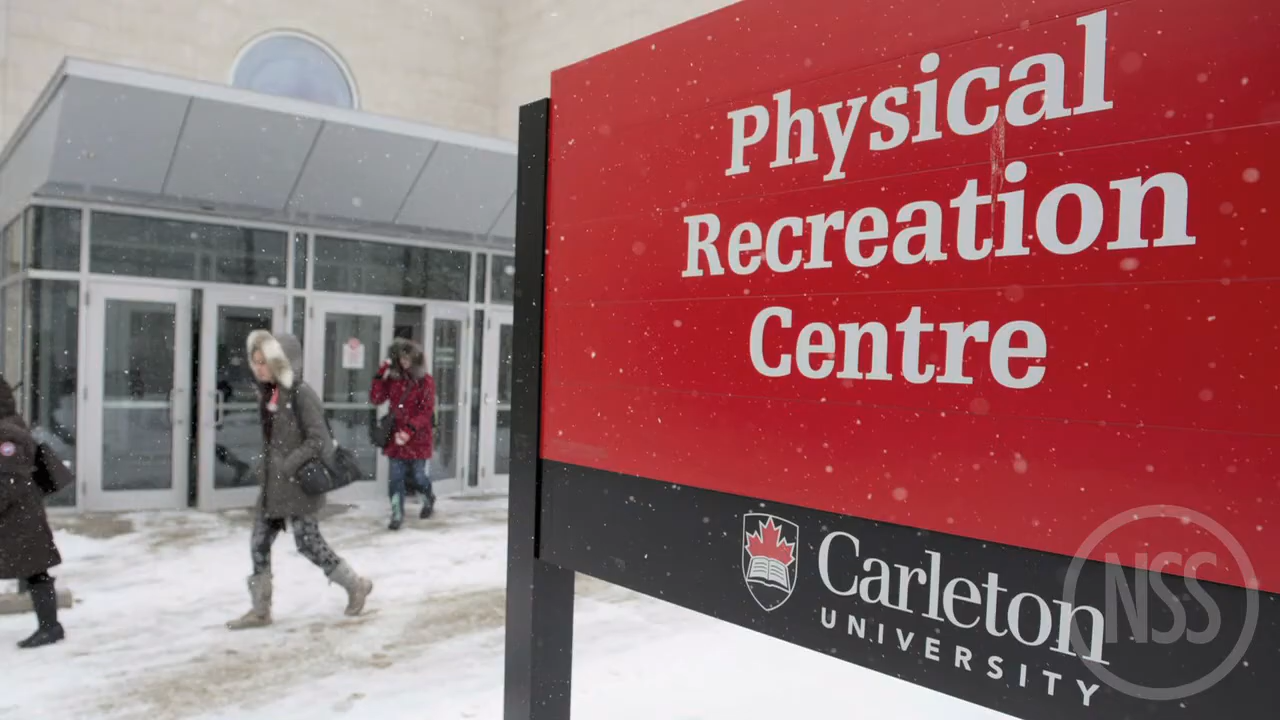 Physical
Recreation
Centre
Carleton
UNIVERSITY
NSS